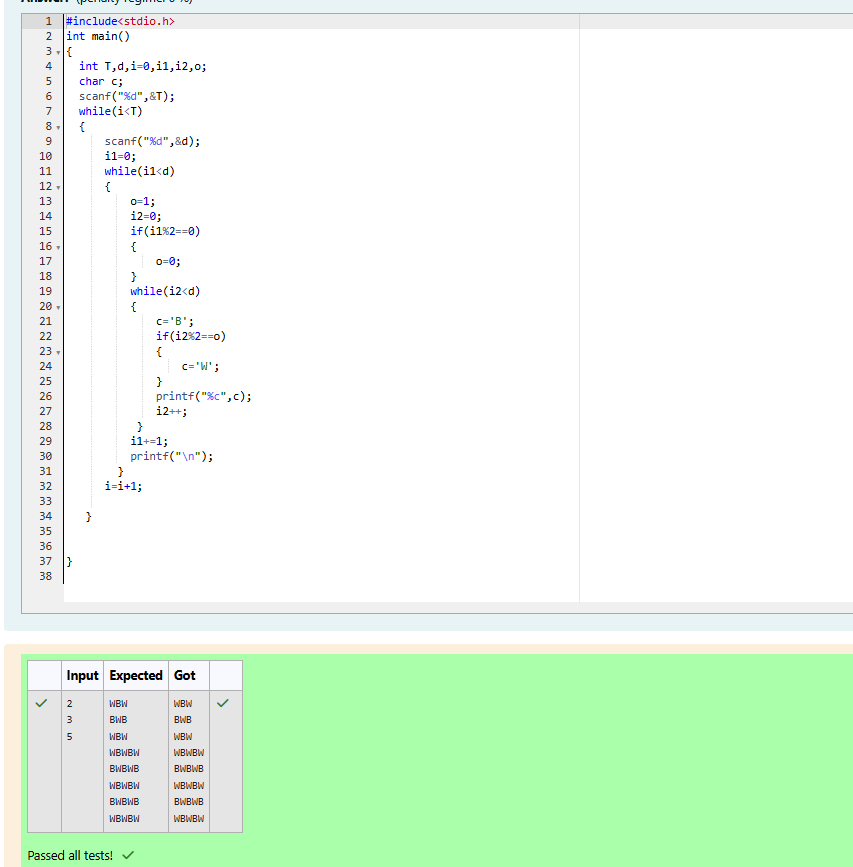 Answer: (penalty regime: 0 %)
1 #include<stdio.h>
2 int main()
3 {
4 int T,d,i=0,i1,i2,o;
5 char c;
6 scanf("%d",&T);
7 while(i<T)
8 {
9 scanf("%d",&d);
10 i1=0;
11 while(i1<d)
12 {
13 o=1;
14 i2=0;
15 if(i1%2==0)
16 {
17 o=0;
18 }
19 while(i2<d)
20 {
21 c='B';
22 if(i2%2==o)
23 {
24 c='W';
25 }
26 printf("%c",c);
27 i2++;
28 }
29 i1+=1;
30 printf("\n");
31 }
32 i=i+1;
33
34 }
35
36
37 }
38
Input Expected Got
2 WBW WBW
3 BWB BWB
5 WBW WBW
WBWBW WBWBW
BWBWB BWBWB
WBWBW WBWBW
BWBWB BWBWB
WBWBW WBWBW
Passed all tests!